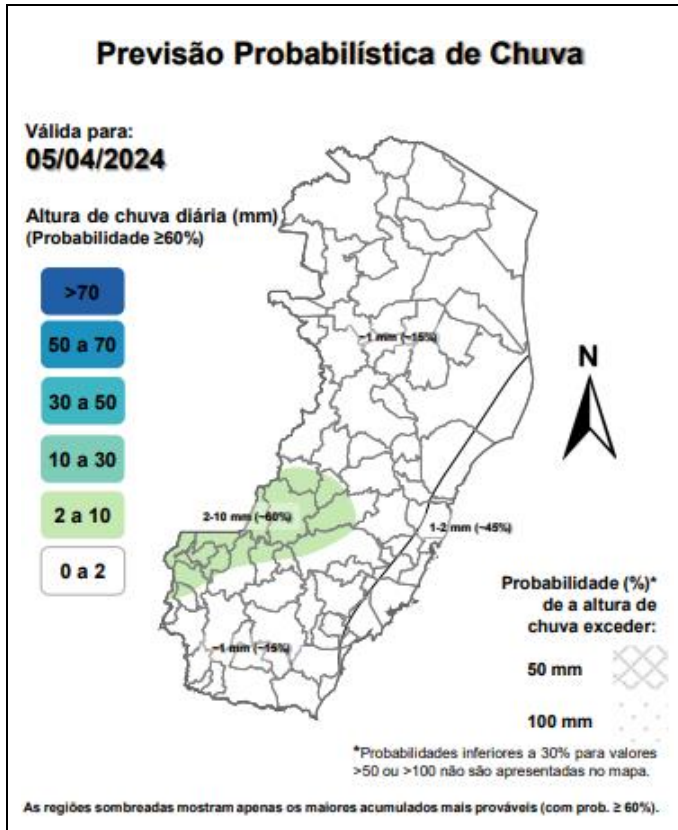 Previsão Probabilística de Chuva
Válida para:
05/04/2024
Altura de chuva diária (mm)
(Probabilidade ≥60%)
>70
50 a 70
30 a 50
10 a 30
2 a 10
0 a 2
~1 mm (~15%)
N
2-10 mm (~60%)
1-2 mm (~45%)
~1 mm (~15%)
Probabilidade (%)*
de a altura de
chuva exceder:
50 mm
100 mm
*Probabilidades inferiores a 30% para valores
>50 ou >100 não são apresentadas no mapa.
As regiões sombreadas mostram apenas os maiores acumulados mais prováveis (com prob. ≥ 60%).